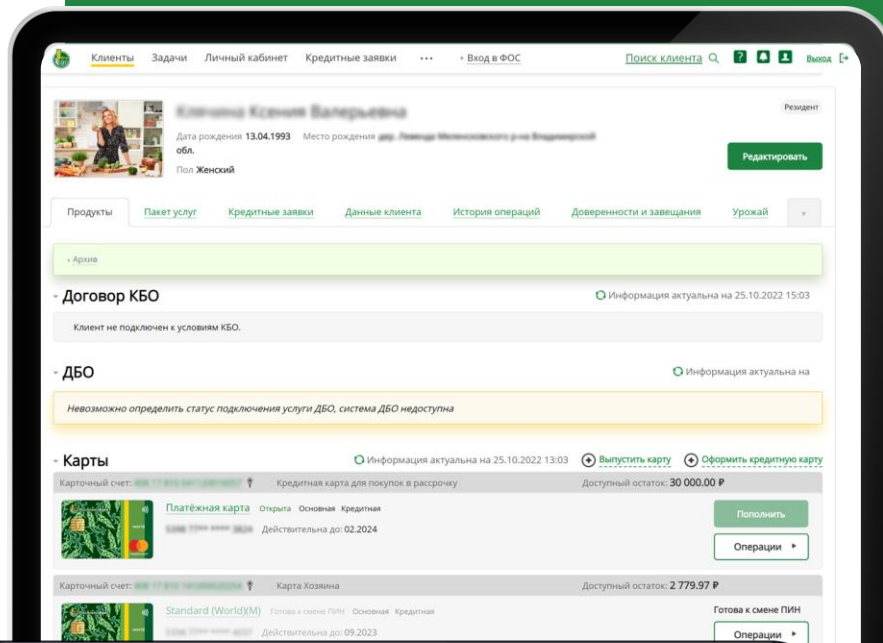 Клиенты Задачи Личный кабинет Кредитные заявки ••• › Вход в ФОС Поиск клиента ? Выход
Резидент
Дата рождения 13.04.1993 Место рождения
обл.
Пол Женский
Редактировать
Продукты Пакет услуг Кредитные заявки Данные клиента История операций Доверенности и завещания Урожай
› Архив
Договор КБО Информация актуальна на 25.10.2022 15:03
Клиент не подключен к условиям КБО.
ДБО Информация актуальна на
Невозможно определить статус подключения услуги ДБО, система ДБО недоступна
Карты Информация актуальна на 25.10.2022 13:03 Выпустить карту Оформить кредитную карту
Карточный счет: Кредитная карта для покупок в рассрочку Доступный остаток: 30 000.00 ₽
Платёжная карта Открыта Основная Кредитная
Пополнить
Действительна до: 02.2024
Операции
Карточный счет: Карта Хозяина Доступный остаток: 2 779.97 ₽
Standard (World)(M) Готова к смене ПИН Основная Кредитная Готова к смене ПИН
Действительна до: 09.2023 Операции